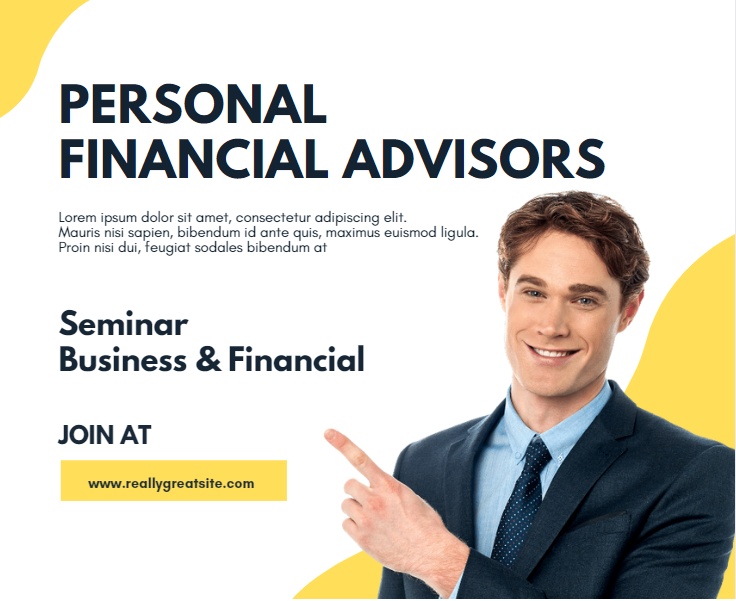 PERSONAL
FINANCIAL ADVISORS
Lorem ipsum dolor sit amet, consectetur adipiscing elit.
Mauris nisi sapien, bibendum id ante quis, maximus euismod ligula.
Proin nisi dui, feugiat sodales bibendum at
Seminar
Business & Financial
JOIN AT
www.reallygreatsite.com